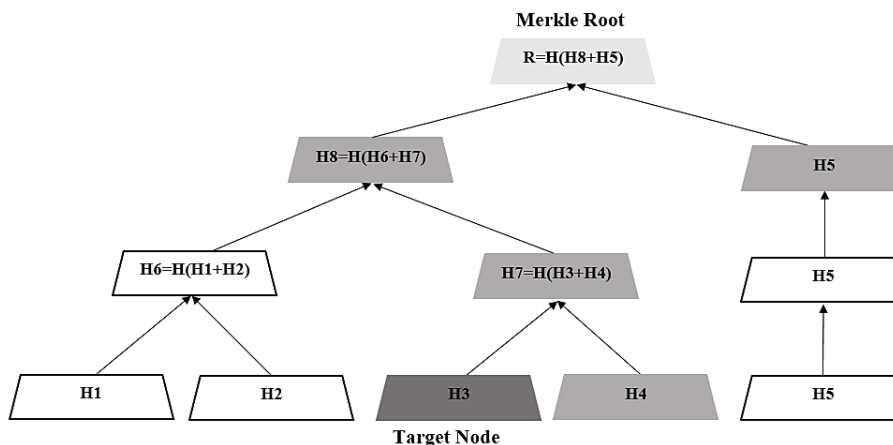 Merkle Root
R=H(H8+H5)
H8=H(H6+H7)
H5
H6=H(H1+H2)
H7=H(H3+H4)
H5
H1
H2
H3
H4
H5
Target Node